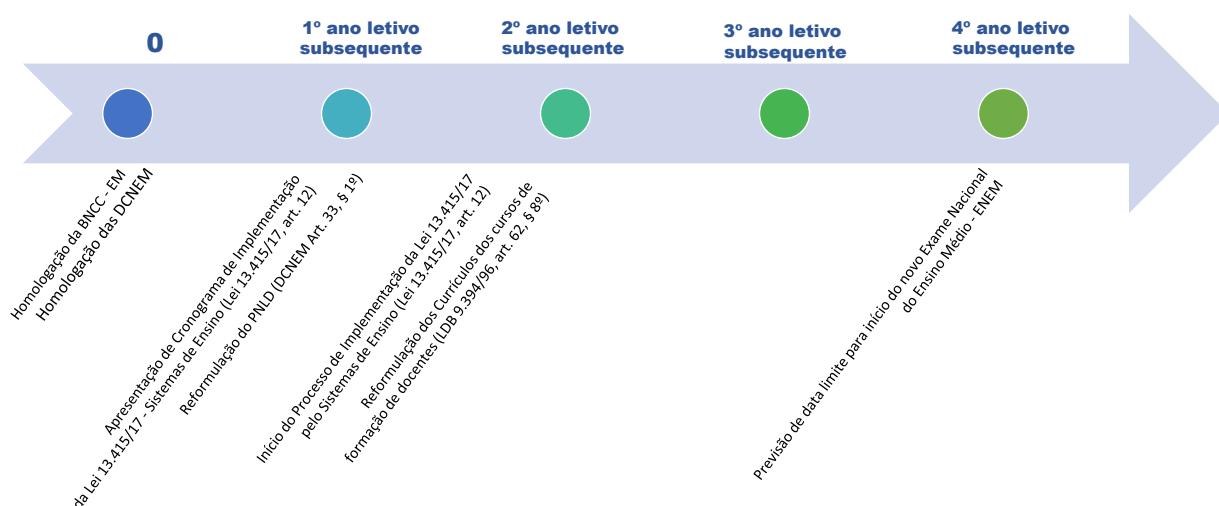 0
1º ano letivo
subsequente
2º ano letivo
subsequente
3º ano letivo
subsequente
4º ano letivo
subsequente
Homologação da BNCC - EM
Homologação das DCNEM
Apresentação de Cronograma de Implementação
da Lei 13.415/17 - Sistemas de Ensino (Lei 13.415/17, art. 12)
Reformulação do PNLD (DCNEM Art. 33, § 1º)
Início do Processo de Implementação da Lei 13.415/17
pelo Sistemas de Ensino (Lei 13.415/17, art. 12)
Reformulação dos Currículos dos cursos de
formação de docentes (LDB 9.394/96, art. 62, § 8º)
Previsão de data limite para início do novo Exame Nacional
do Ensino Médio - ENEM